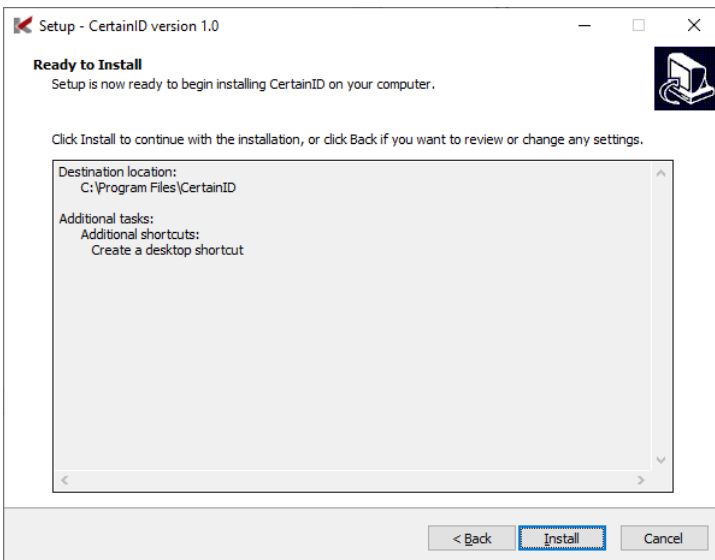 Setup - CertainID version 1.0
Ready to Install
Setup is now ready to begin installing CertainID on your computer.
Click Install to continue with the installation, or click Back if you want to review or change any settings.
Destination location:
C:\Program Files\CertainID
Additional tasks:
Additional shortcuts:
Create a desktop shortcut
< Back Install Cancel